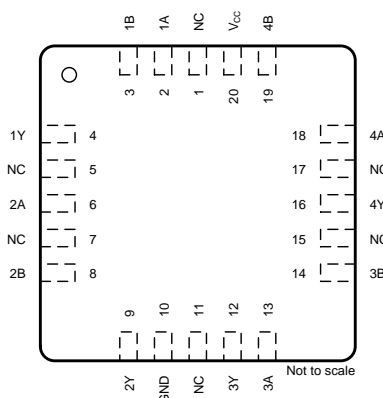 1B 1A NC VCC 4B
3 2 1 20 19
1Y 4 18 4A
NC 5 17 NC
2A 6 16 4Y
NC 7 15 NC
2B 8 14 3B
9 10 11 12 13
Not to scale
2Y GND NC 3Y 3A